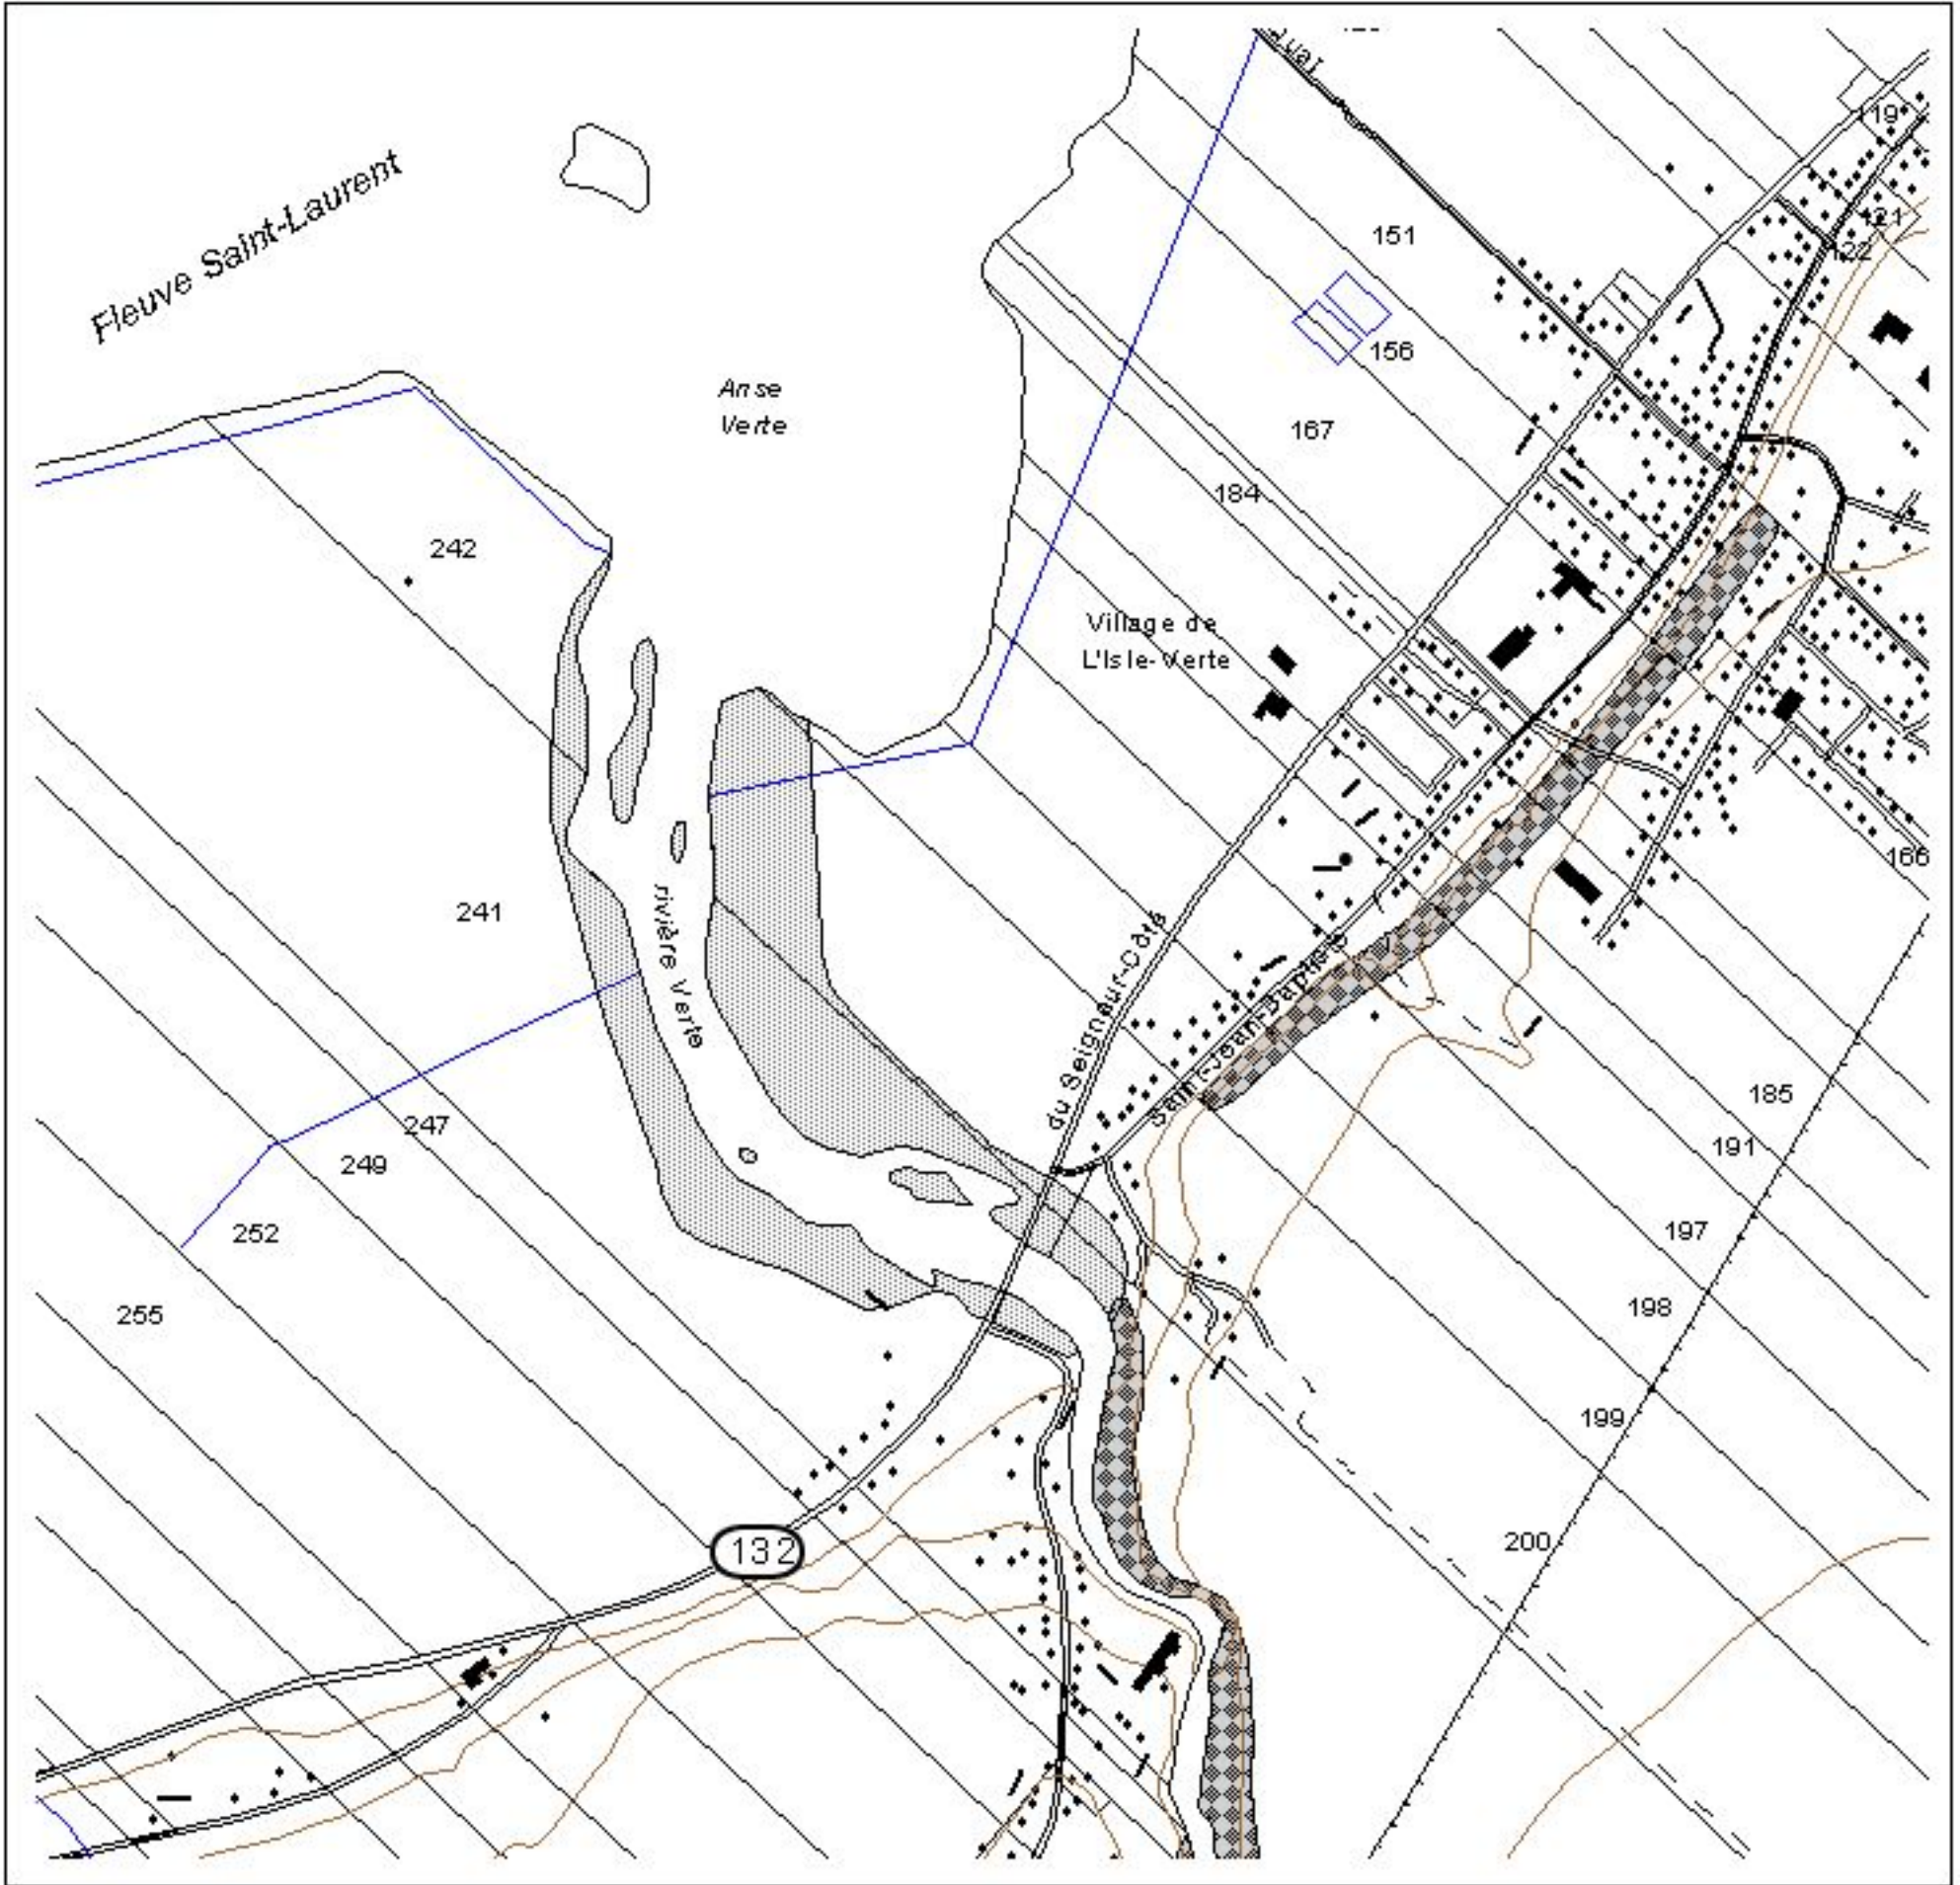 119
Fleuve Saint-Laurent
121
151
122
156
Anse
Verte
167
184
242
Village de
L'Isle-Verte
166
241
rivière Verte
du Seigneur-Côté
Saint-Jean-Baptiste
185
247
191
249
252
197
198
255
199
200
132